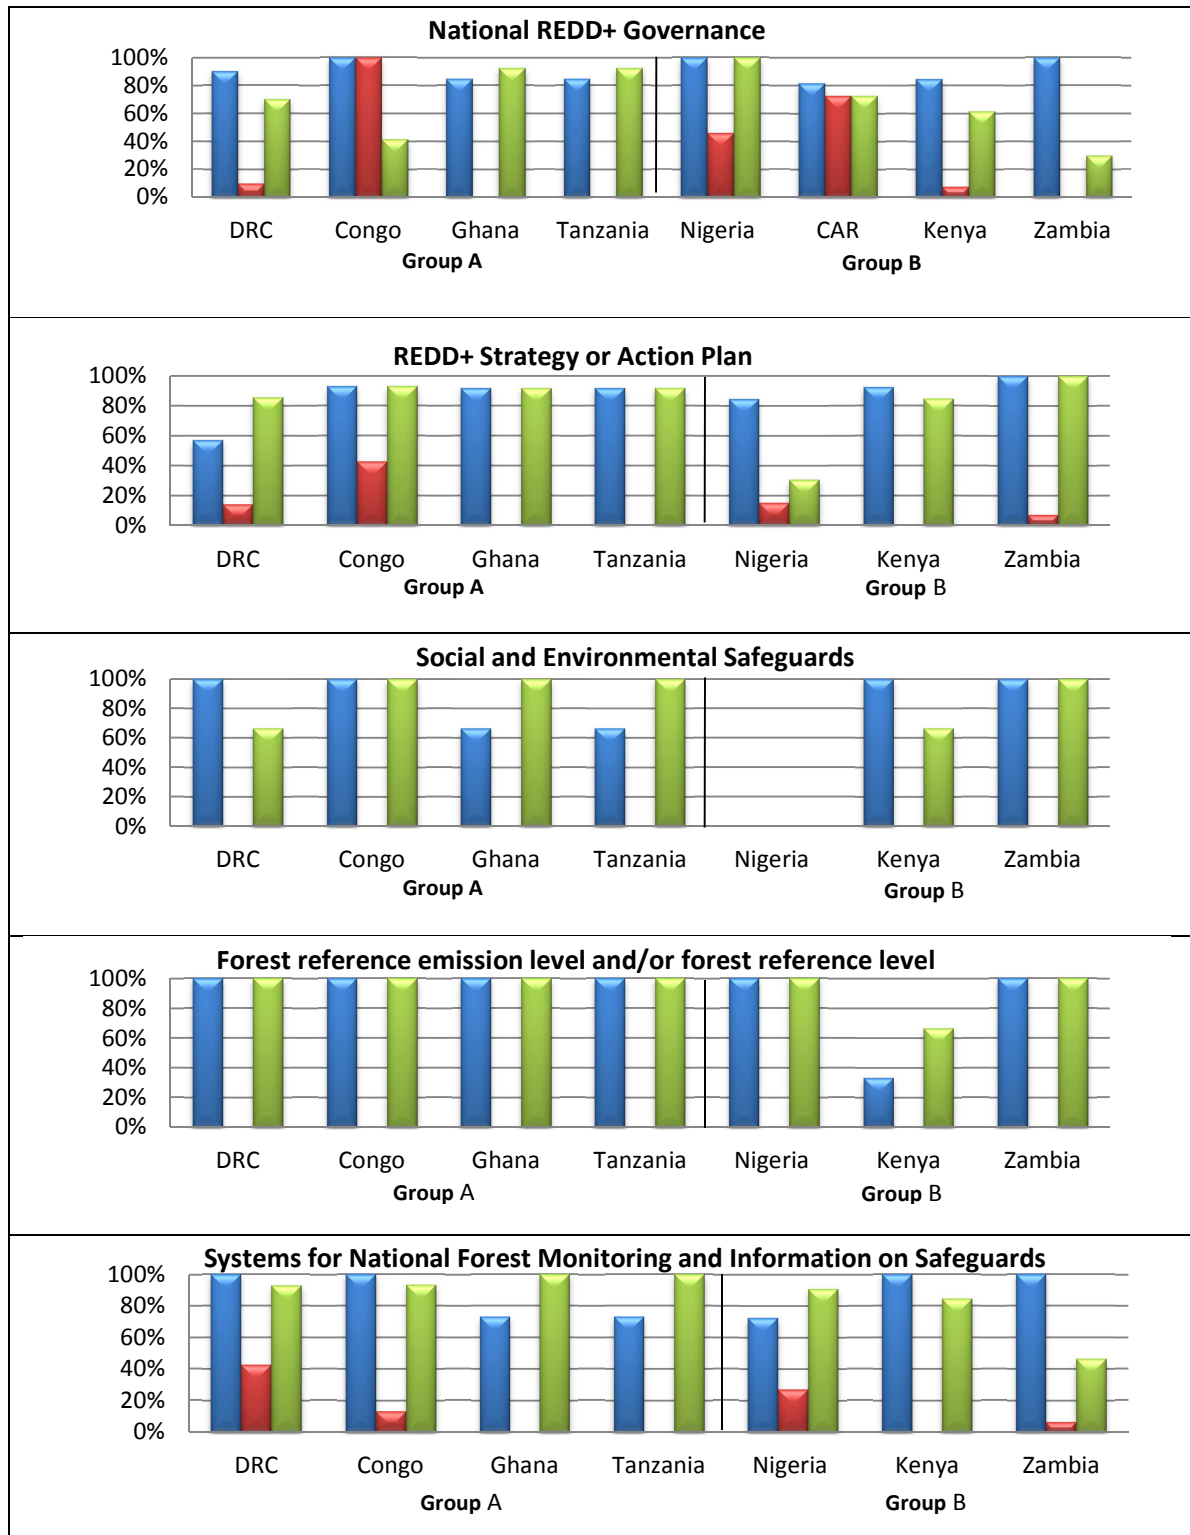 National REDD+ Governance
100%
80%
60%
40%
20%
0%
DRC Congo Ghana Tanzania Nigeria CAR Kenya Zambia
Group A Group B
REDD+ Strategy or Action Plan
100%
80%
60%
40%
20%
0%
DRC Congo Ghana Tanzania Nigeria Kenya Zambia
Group A Group B
Social and Environmental Safeguards
100%
80%
60%
40%
20%
0%
DRC Congo Ghana Tanzania Nigeria Kenya Zambia
Group A Group B
Forest reference emission level and/or forest reference level
100%
80%
60%
40%
20%
0%
DRC Congo Ghana Tanzania Nigeria Kenya Zambia
Group A Group B
Systems for National Forest Monitoring and Information on Safeguards
100%
80%
60%
40%
20%
0%
DRC Congo Ghana Tanzania Nigeria Kenya Zambia
Group A Group B